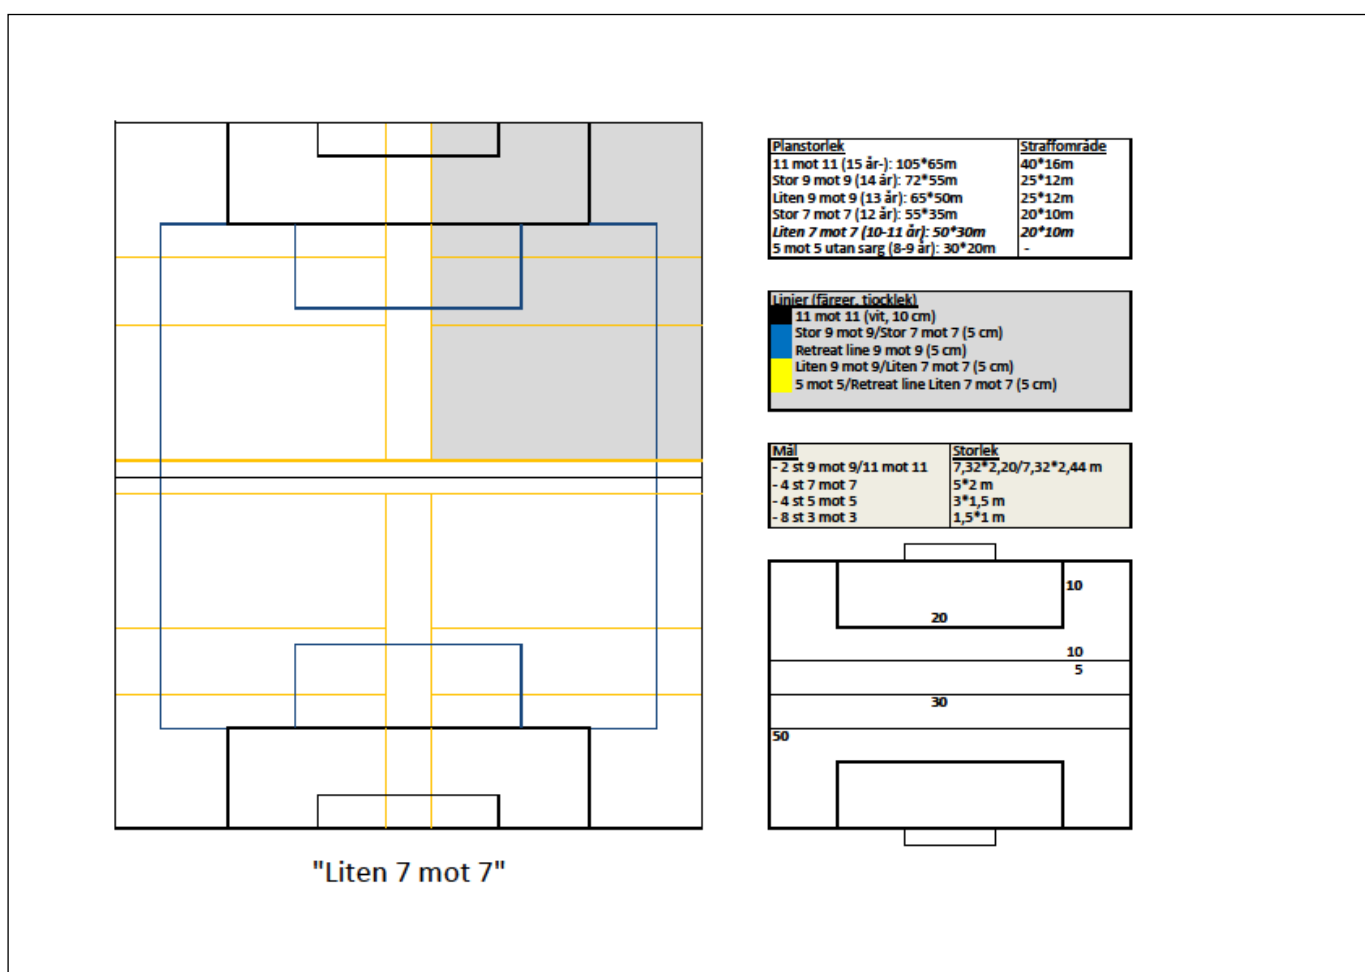 Planstorlek Straffområde
11 mot 11 (15 år-): 105*65m 40*16m
Stor 9 mot 9 (14 år): 72*55m 25*12m
Liten 9 mot 9 (13 år): 65*50m 25*12m
Stor 7 mot 7 (12 år): 55*35m 20*10m
Liten 7 mot 7 (10-11 år): 50*30m 20*10m
5 mot 5 utan sarg (8-9 år): 30*20m -
Linjer (färger, tjocklek)
11 mot 11 (vit, 10 cm)
Stor 9 mot 9/Stor 7 mot 7 (5 cm)
Retreat line 9 mot 9 (5 cm)
Liten 9 mot 9/Liten 7 mot 7 (5 cm)
5 mot 5/Retreat line Liten 7 mot 7 (5 cm)
Mål Storlek
- 2 st 9 mot 9/11 mot 11 7,32*2,20/7,32*2,44 m
- 4 st 7 mot 7 5*2 m
- 4 st 5 mot 5 3*1,5 m
- 8 st 3 mot 3 1,5*1 m
10
20
10
5
30
50
"Liten 7 mot 7"